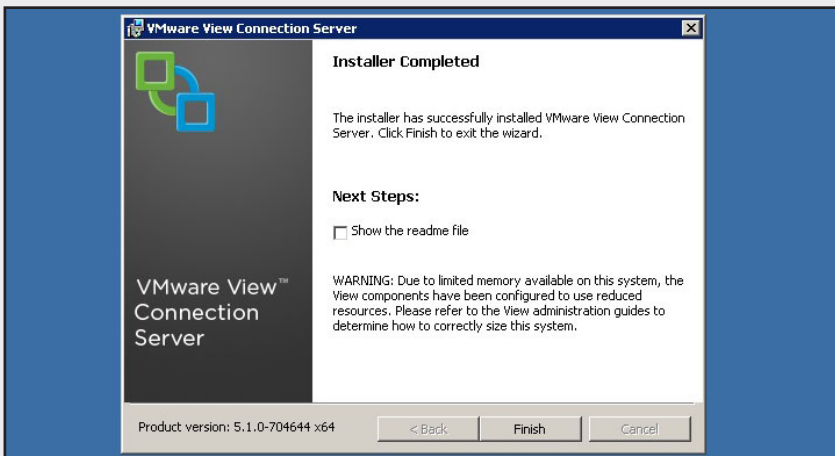 VMware View Connection Server
Installer Completed
The installer has successfully installed VMware View Connection
Server. Click Finish to exit the wizard.
Next Steps:
Show the readme file
WARNING: Due to limited memory available on this system, the
View components have been configured to use reduced
resources. Please refer to the View administration guides to
determine how to correctly size this system.
VMware View™
Connection
Server
Product version: 5.1.0-704644 x64
< Back
Finish
Cancel